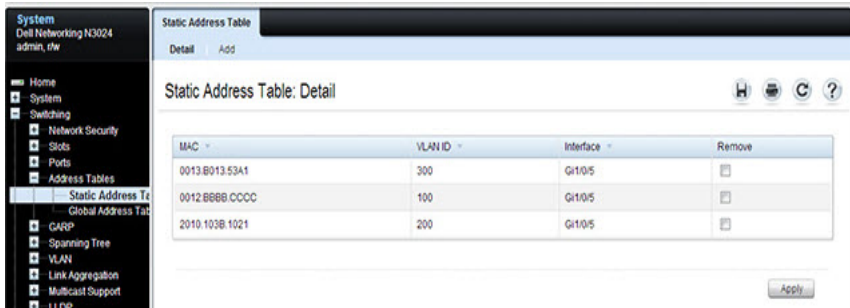 System
Dell Networking N3024
admin, r/w
Home
System
Switching
Network Security
Slots
Ports
Address Tables
Static Address Ta
Global Address Tab
GARP
Spanning Tree
VLAN
Link Aggregation
Multicast Support
LLDP
Static Address Table
Detail Add
Static Address Table: Detail
MAC VLAN ID Interface Remove
0013.B013.53A1 300 Gi1/0/5
0012.BBBB.CCCC 100 Gi1/0/5
2010.103B.1021 200 Gi1/0/5
Apply